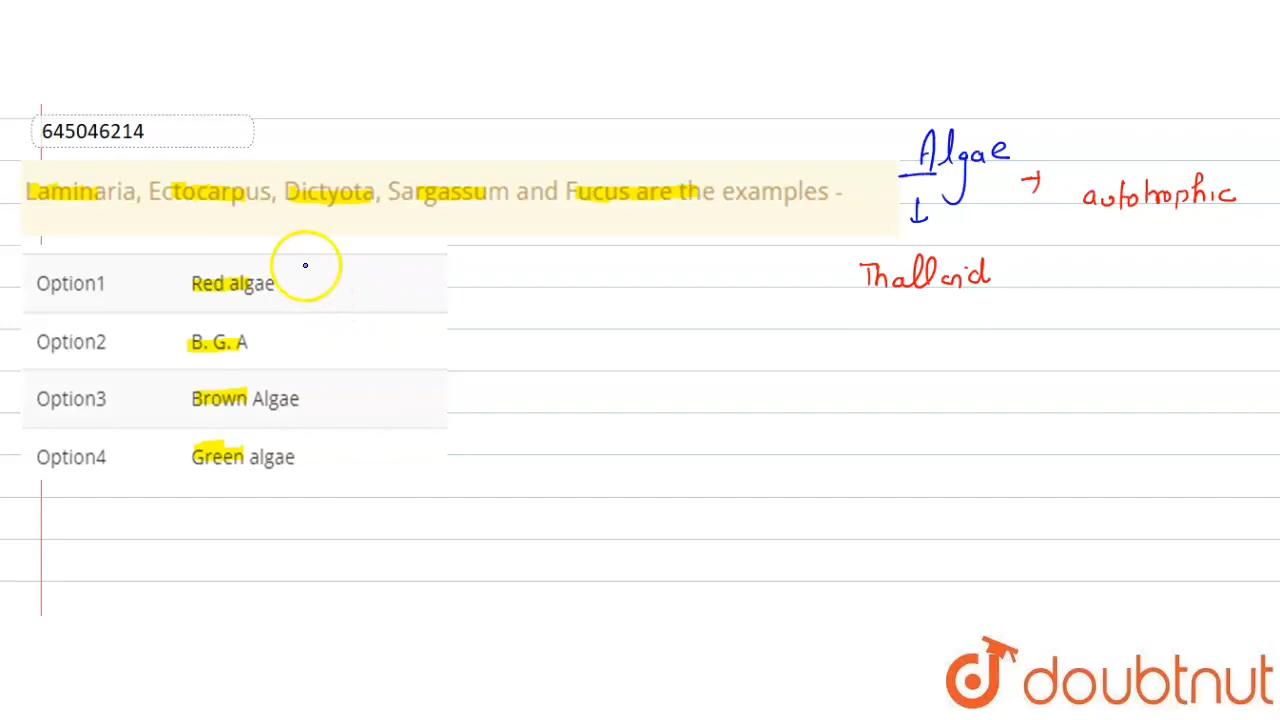 645046214
Laminaria, Ectocarpus, Dictyota, Sargassum and Fucus are the examples -
Option1 Red algae
Option2 B. G. A
Option3 Brown Algae
Option4 Green algae
Algae
→ autotrophic
↓
Thalloid
doubtnut